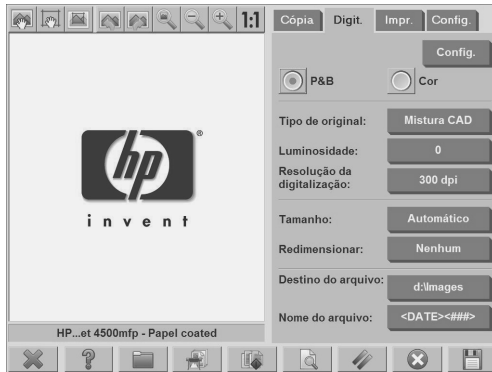 1:1
Cópia
Digit.
Impr.
Config.
Config.
P&B
Cor
Tipo de original:
Mistura CAD
Luminosidade:
0
Resolução da
digitalização:
300 dpi
Tamanho:
Automático
Redimensionar:
Nenhum
Destino do arquivo:
d:\Images
Nome do arquivo:
<DATE><###>
hp
®
invent
HP...et 4500mfp - Papel coated